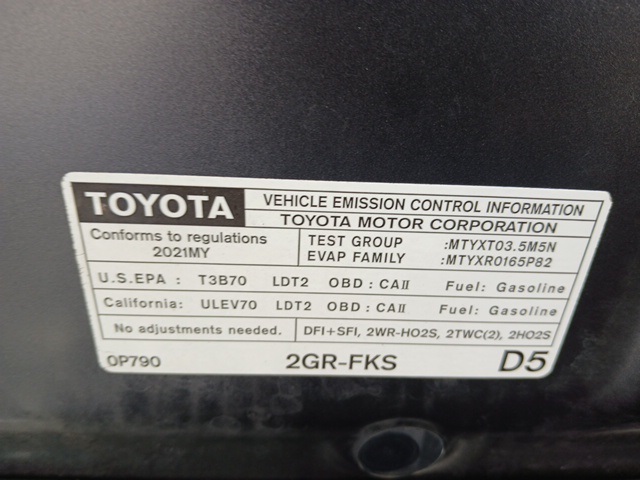 TOYOTA
VEHICLE EMISSION CONTROL INFORMATION
TOYOTA MOTOR CORPORATION
Conforms to regulations
2021MY
TEST GROUP :MTYXT03.5M5N
EVAP FAMILY :MTYXR0165P82
U.S.EPA : T3B70 LDT2 OBD : CAⅡ Fuel: Gasoline
California: ULEV70 LDT2 OBD : CAⅡ Fuel: Gasoline
No adjustments needed. DFI+SFI, 2WR-HO2S, 2TWC(2), 2HO2S
0P790 2GR-FKS D5